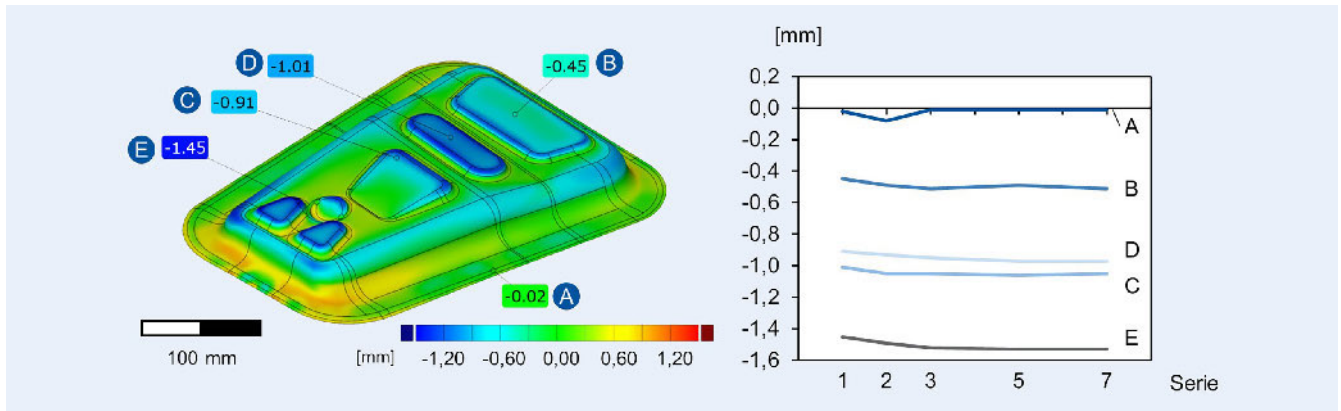 D -1.01
-0.45 B
C -0.91
E -1.45
-0.02 A
100 mm
[mm] -1,20 -0,60 0,00 0,60 1,20
[mm]
0,2
0,0
-0,2
-0,4
-0,6
-0,8
-1,0
-1,2
-1,4
-1,6
A
B
D
C
E
1 2 3 5 7 Serie